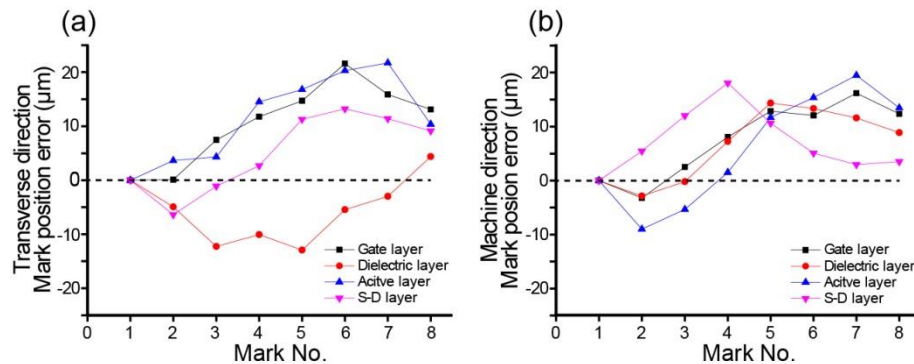 (a)
Transverse direction
Mark position error (μm)
20
10
0
-10
-20
Gate layer
Dielectric layer
Acitve layer
S-D layer
0 1 2 3 4 5 6 7 8
Mark No.
(b)
Machine direction
Mark posion error (μm)
20
10
0
-10
-20
Gate layer
Dielectric layer
Acitve layer
S-D layer
0 1 2 3 4 5 6 7 8
Mark No.